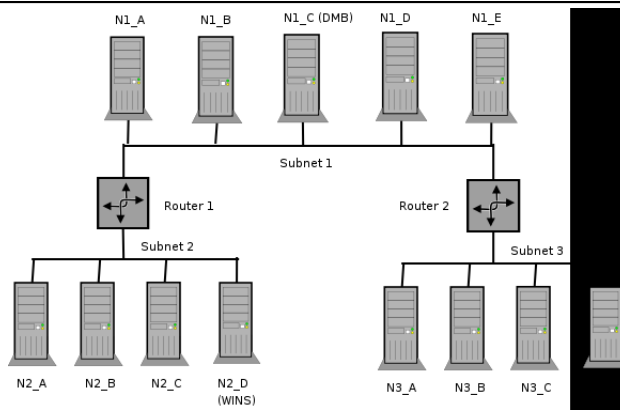 N1_A
N1_B
N1_C (DMB)
N1_D
N1_E
Subnet 1
Router 1
Router 2
Subnet 2
Subnet 3
N2_A
N2_B
N2_C
N2_D
(WINS)
N3_A
N3_B
N3_C